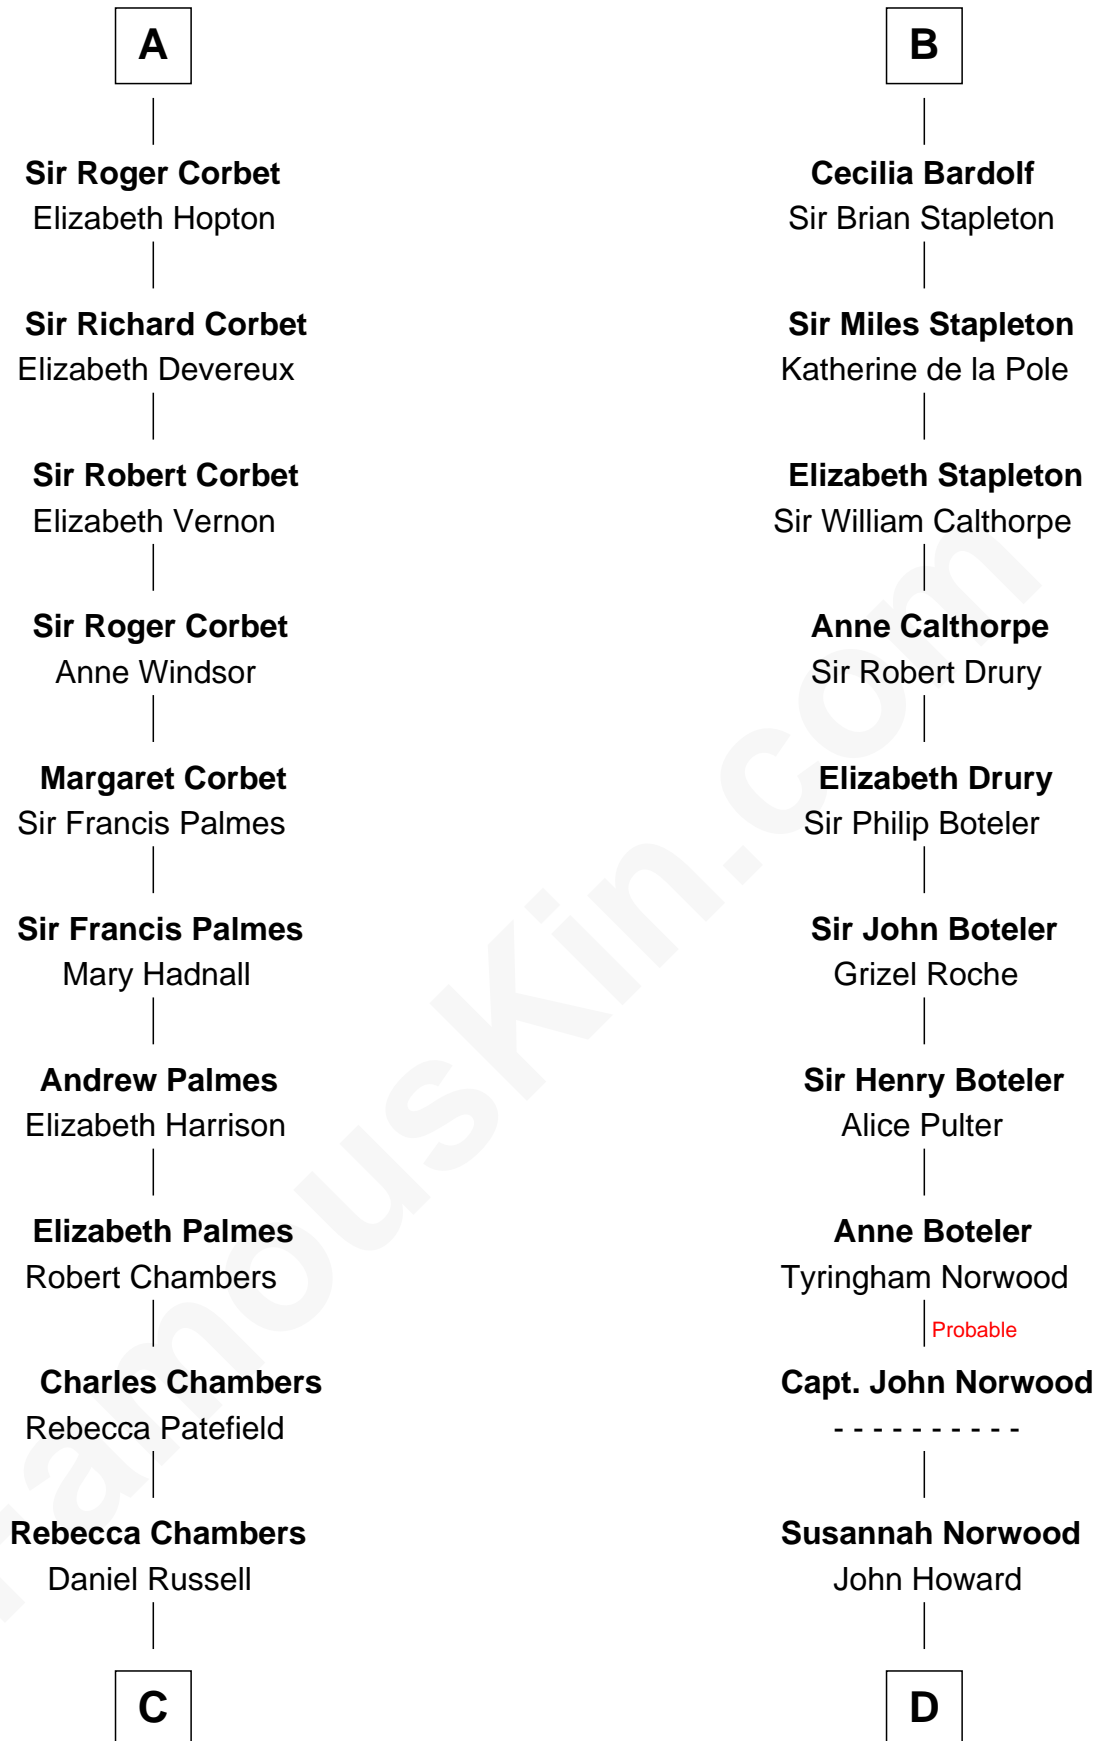 A
B
Sir Roger Corbet
Elizabeth Hopton
Cecilia Bardolf
Sir Brian Stapleton
Sir Richard Corbet
Elizabeth Devereux
Sir Miles Stapleton
Katherine de la Pole
Sir Robert Corbet
Elizabeth Vernon
Elizabeth Stapleton
Sir William Calthorpe
Sir Roger Corbet
Anne Windsor
Anne Calthorpe
Sir Robert Drury
Margaret Corbet
Sir Francis Palmes
Elizabeth Drury
Sir Philip Boteler
Sir Francis Palmes
Mary Hadnall
Sir John Boteler
Grizel Roche
Andrew Palmes
Elizabeth Harrison
Sir Henry Boteler
Alice Pulter
Elizabeth Palmes
Robert Chambers
Anne Boteler
Tyringham Norwood
Probable
Charles Chambers
Rebecca Patefield
Capt. John Norwood
- - - - - - - - - -
Rebecca Chambers
Daniel Russell
Susannah Norwood
John Howard
C
D
FamousKin.com